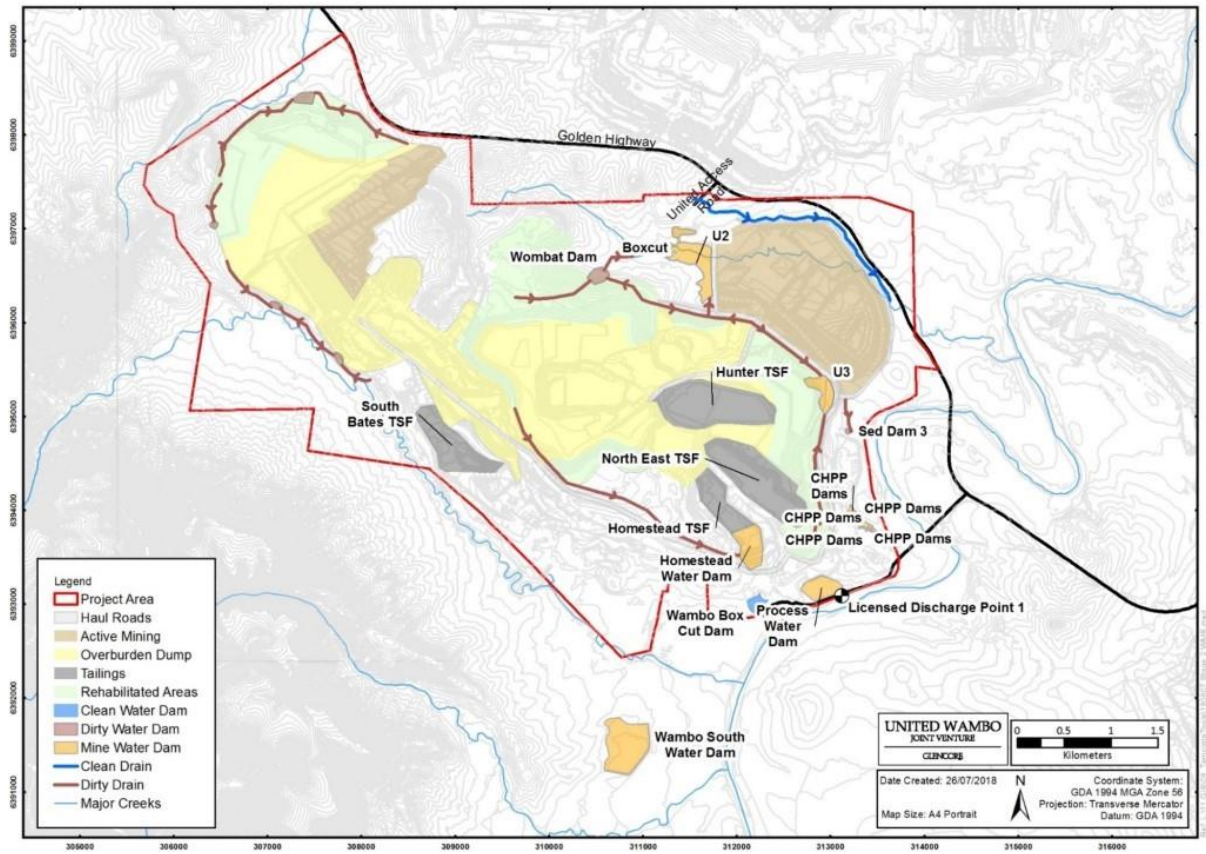 6399000
6398000
6397000
6396000
6395000
6394000
6393000
6392000
6391000
Golden Highway
United Access
Road
U2
Boxcut
Wombat Dam
Hunter TSF
U3
South
Bates TSF
Sed Dam 3
North East TSF
CHPP
Dams
CHPP Dams
CHPP Dams
CHPP Dams
CHPP Dams
Homestead TSF
Homestead
Water Dam
Wambo Box
Cut Dam
Process
Water
Dam
Licensed Discharge Point 1
Wambo South
Water Dam
Legend
Project Area
Haul Roads
Active Mining
Overburden Dump
Tailings
Rehabilitated Areas
Clean Water Dam
Dirty Water Dam
Mine Water Dam
Clean Drain
Dirty Drain
Major Creeks
UNITED WAMBO
JOINT VENTURE
GLENCORE
0 0.5 1 1.5
Kilometers
Date Created: 26/07/2018
Map Size: A4 Portrait
N
Coordinate System:
GDA 1994 MGA Zone 56
Projection: Transverse Mercator
Datum: GDA 1994
305000 306000 307000 308000 309000 310000 311000 312000 313000 314000 315000 316000